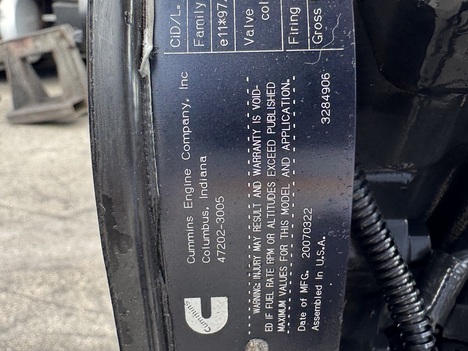 Cummins
Cummins Engine Company, Inc
Columbus, Indiana
47202-3005
WARNING: INJURY MAY RESULT AND WARRANTY IS VOID-
ED IF FUEL RATE RPM OR ALTITUDES EXCEED PUBLISHED
MAXIMUM VALUES FOR THIS MODEL AND APPLICATION.
Date of MFG. 20070322
Assembled In U.S.A.
3284906
CID/L.
Family
e11*97
Valve
col
Firing
Gross